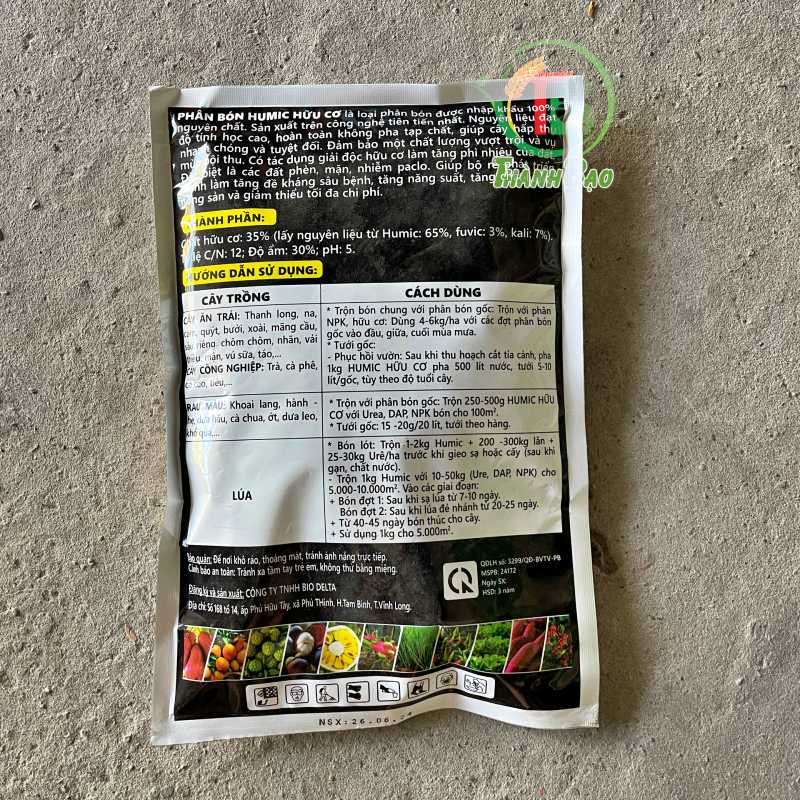 PHÂN BÓN HUMIC HỮU CƠ là loại phân bón được nhập khẩu 100%
nguyên chất. Sản xuất trên công nghệ tiên tiến nhất. Nguyên liệu đạt
độ tinh học cao, hoàn toàn không pha tạp chất, giúp cây hấp thu
nhanh chóng và tuyệt đối. Đảm bảo một chất lượng vượt trội và vụ
mùa bội thu. Có tác dụng giải độc hữu cơ làm tăng phì nhiêu của đất
biệt là các đất phèn, mặn, nhiễm paclo. Giúp bộ rễ phát triển
làm tăng đề kháng sâu bệnh, tăng năng suất, tăng
sản và giảm thiểu tối đa chi phí.
THANH ĐẠO
THÀNH PHẦN:
Chất hữu cơ: 35% (lấy nguyên liệu từ Humic: 65%, fuvic: 3%, kali: 7%).
Tỷ lệ C/N: 12; Độ ẩm: 30%; pH: 5.
HƯỚNG DẪN SỬ DỤNG:
CÂY TRỒNG
CÁCH DÙNG
CÂY ĂN TRÁI: Thanh long, na,
cam, quýt, bưởi, xoài, mãng cầu,
sầu riêng, chôm chôm, nhãn, vải
mận, vú sữa, táo,...
CÂY CÔNG NGHIỆP: Trà, cà phê,
ca cao, tiêu,...
* Trộn bón chung với phân bón gốc: Trộn với phân
NPK, hữu cơ: Dùng 4-6kg/ha với các đợt phân bón
gốc vào đầu, giữa, cuối mùa mưa.
* Tưới gốc:
- Phục hồi vườn: Sau khi thu hoạch cắt tỉa cành, pha
1kg HUMIC HỮU CƠ pha 500 lít nước, tưới 5-10
lít/gốc, tùy theo độ tuổi cây.
RAU MÀU: Khoai lang, hành -
hẹ, dưa hấu, cà chua, ớt, dưa leo,
khổ qua,...
* Trộn với phân bón gốc: Trộn 250-500g HUMIC HỮU
CƠ với Urea, DAP, NPK bón cho 100m².
* Tưới gốc: 15 -20g/20 lít, tưới theo hàng.
LÚA
* Bón lót: Trộn 1-2kg Humic + 200 -300kg lân +
25-30kg Urê/ha trước khi gieo sạ hoặc cấy (sau khi
gạn, chắt nước).
- Trộn 1kg Humic với 10-50kg (Ure, DAP, NPK) cho
5.000-10.000m². Vào các giai đoạn:
+ Bón đợt 1: Sau khi sạ lúa từ 7-10 ngày.
Bón đợt 2: Sau khi lúa đẻ nhánh từ 20-25 ngày.
+ Từ 40-45 ngày bón thúc cho cây.
+ Sử dụng 1kg cho 5.000m².
Bảo quản: Để nơi khô ráo, thoáng mát, tránh ánh nắng trực tiếp.
Cảnh báo an toàn: Tránh xa tầm tay trẻ em, không thử bằng miệng.
Đăng ký và sản xuất: CÔNG TY TNHH BIO DELTA
Địa chỉ: Số 168 tổ 14, ấp Phú Hữu Tây, xã Phú Thịnh, H.Tam Bình, T.Vĩnh Long.
QĐLH số: 3299/QĐ-BVTV-PB
MSPB: 24172
Ngày SX:
HSD: 3 năm
NSX: 26.06.24